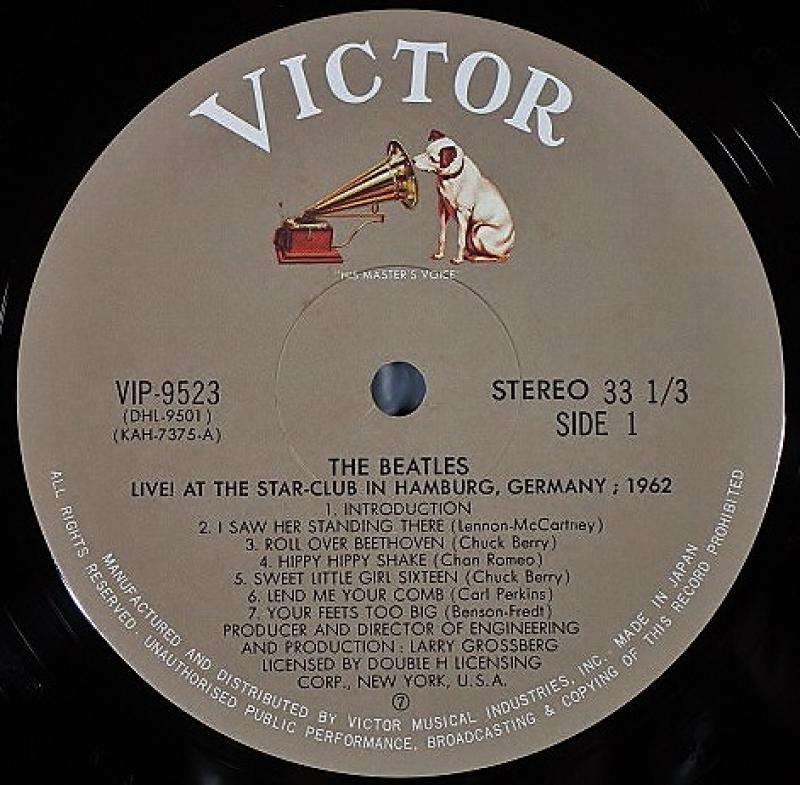 VICTOR
"HIS MASTER'S VOICE"
VIP-9523
(DHL-9501)
(KAH-7375-A)
STEREO 33 1/3
SIDE 1
THE BEATLES
LIVE! AT THE STAR-CLUB IN HAMBURG, GERMANY ; 1962
1. INTRODUCTION
2. I SAW HER STANDING THERE (Lennon-McCartney)
3. ROLL OVER BEETHOVEN (Chuck Berry)
4. HIPPY HIPPY SHAKE (Chan Romeo)
5. SWEET LITTLE GIRL SIXTEEN (Chuck Berry)
6. LEND ME YOUR COMB (Carl Perkins)
7. YOUR FEETS TOO BIG (Benson-Fredt)
PRODUCER AND DIRECTOR OF ENGINEERING
AND PRODUCTION : LARRY GROSSBERG
LICENSED BY DOUBLE H LICENSING
CORP., NEW YORK, U.S.A.
⑦
MANUFACTURED AND DISTRIBUTED BY VICTOR MUSICAL INDUSTRIES, INC. MADE IN JAPAN
ALL RIGHTS RESERVED. UNAUTHORISED PUBLIC PERFORMANCE, BROADCASTING & COPYING OF THIS RECORD PROHIBITED